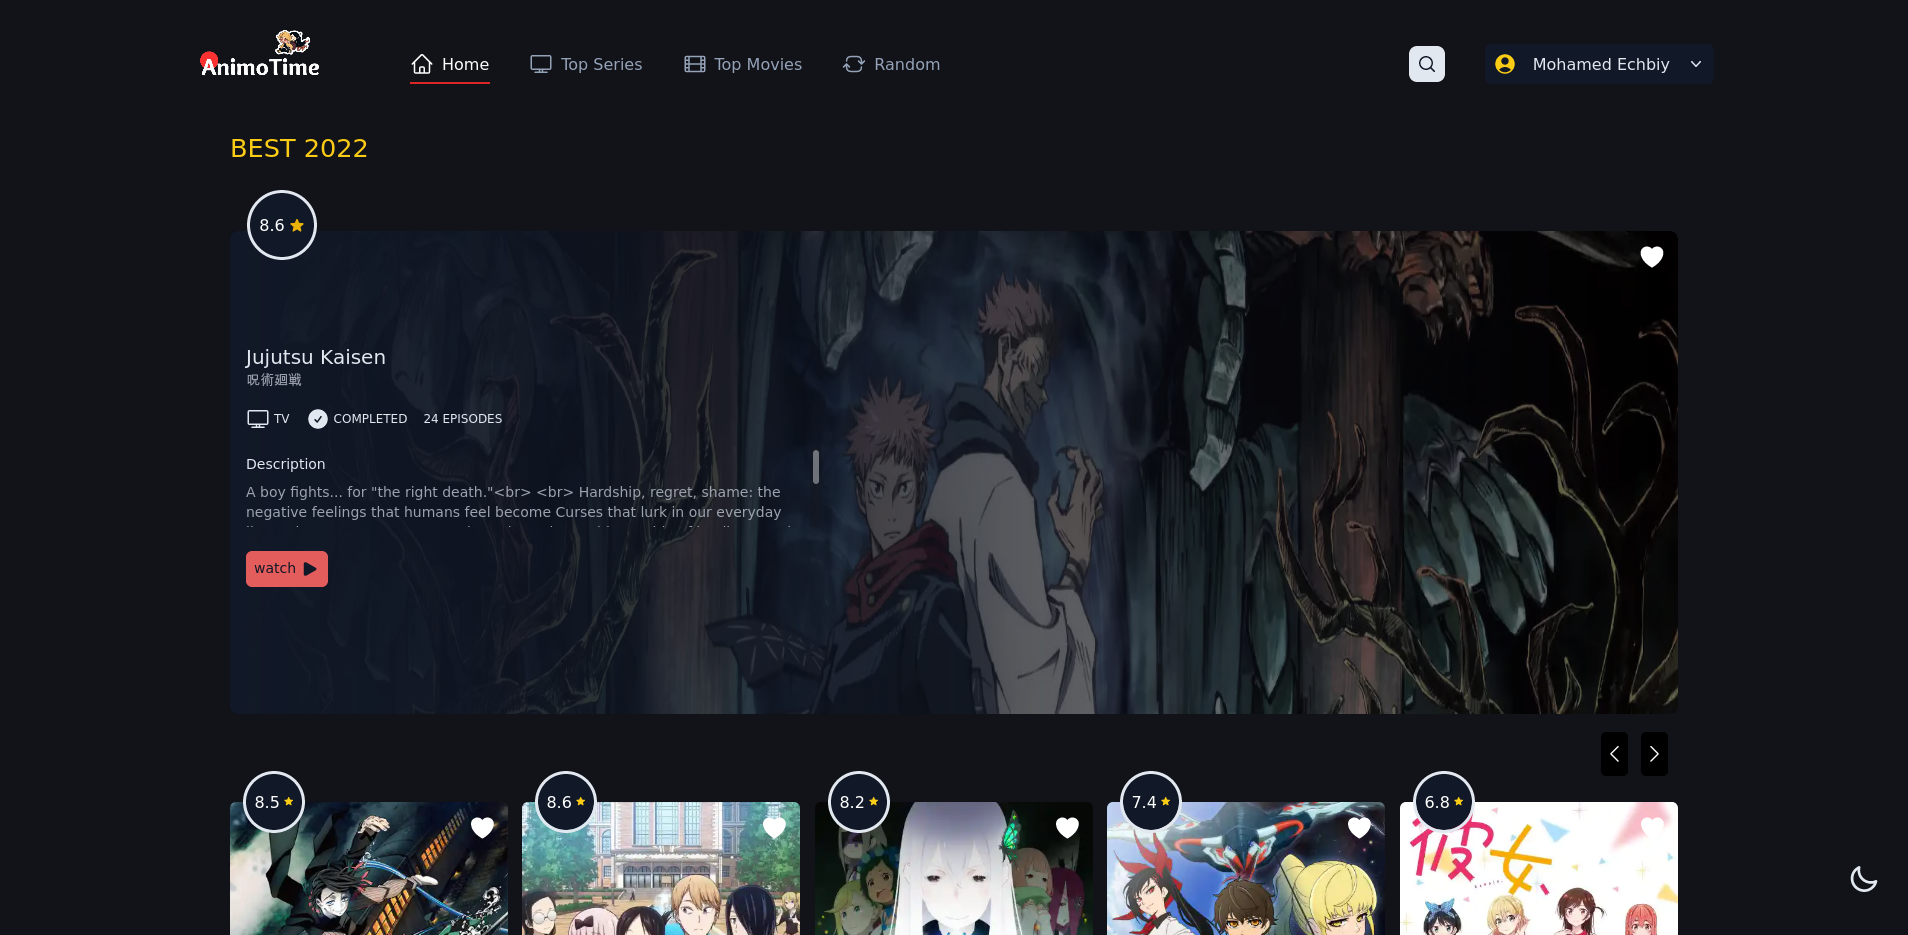 AnimoTime
Home
Top Series
Top Movies
Random
Mohamed Echbiy
BEST 2022
8.6
Jujutsu Kaisen
呪術廻戦
TV
COMPLETED
24 EPISODES
Description
A boy fights... for "the right death."<br> <br> Hardship, regret, shame: the
negative feelings that humans feel become Curses that lurk in our everyday
watch
8.5
8.6
8.2
7.4
6.8
彼女、